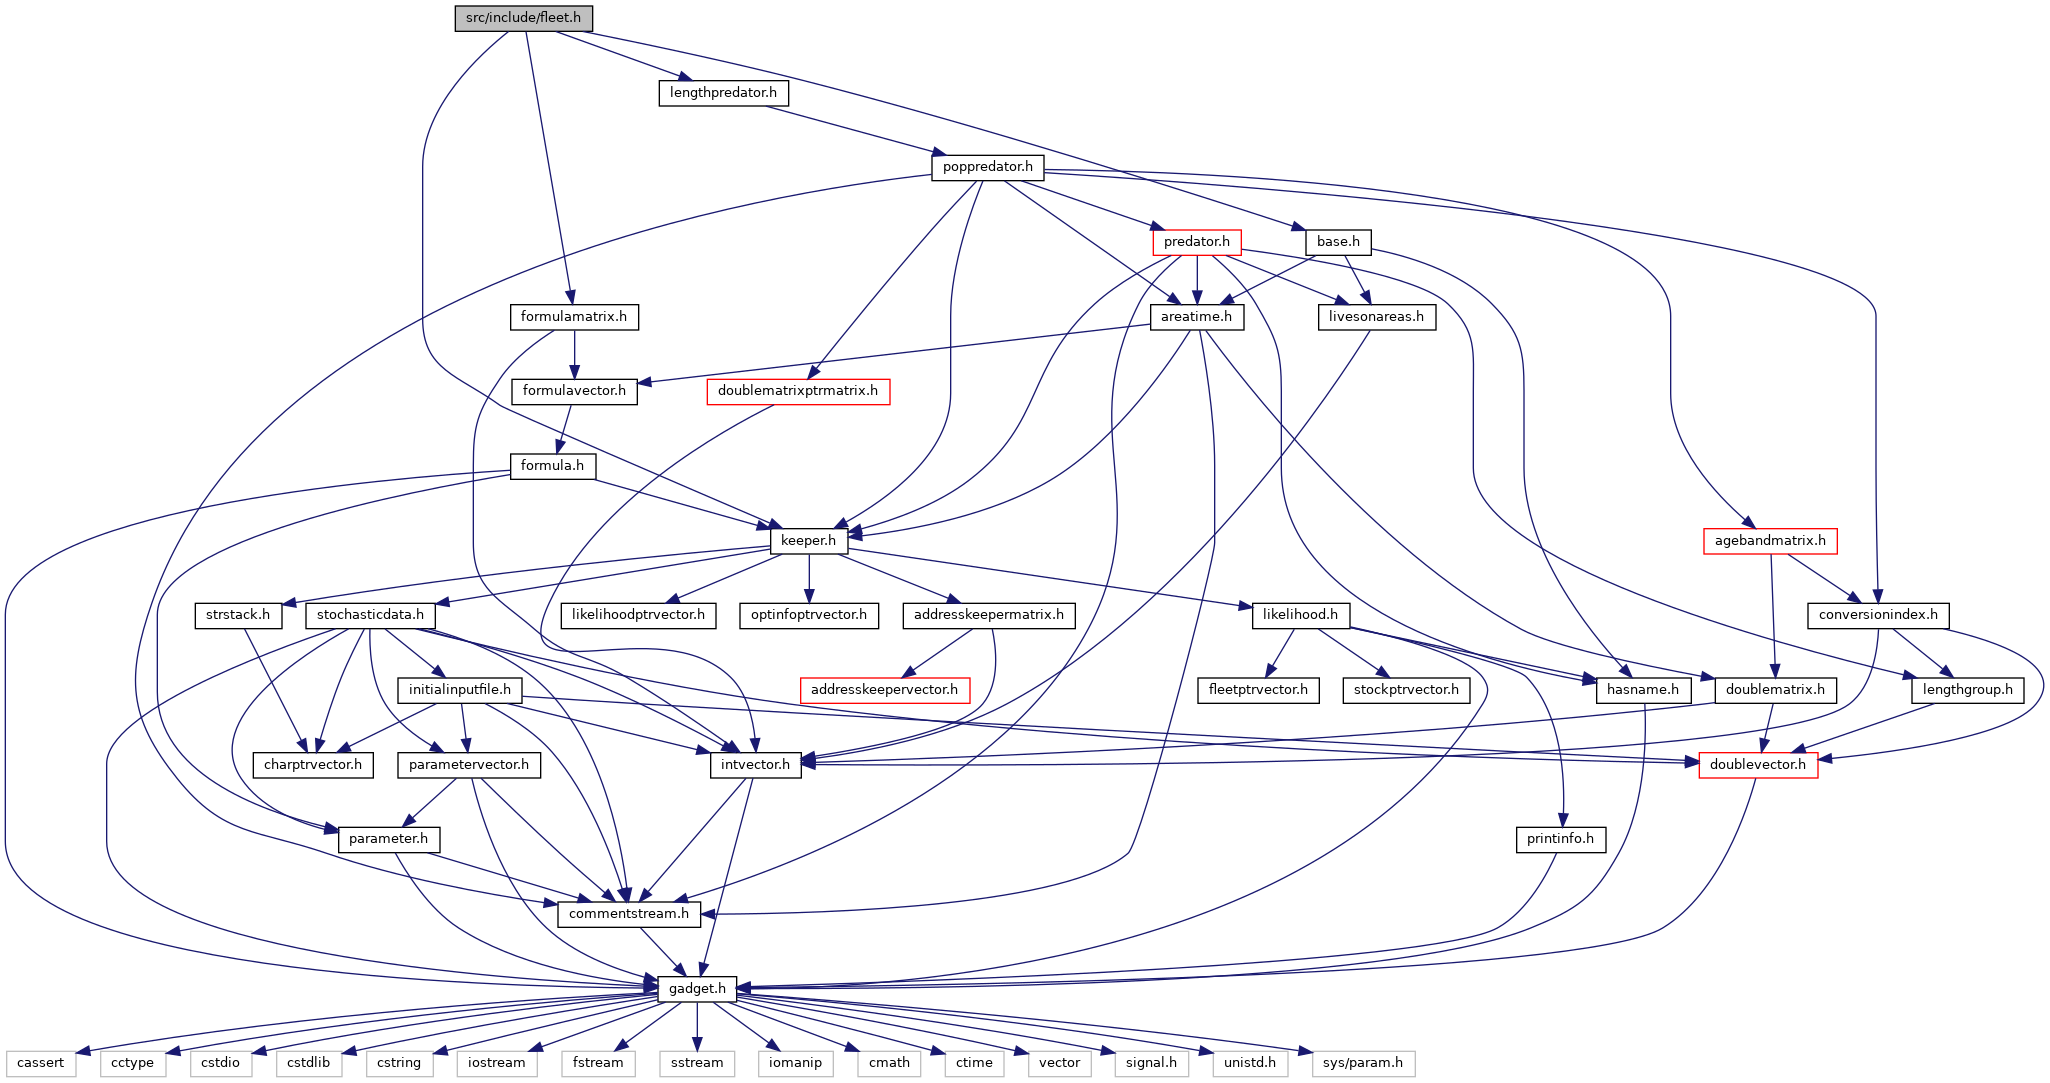 src/include/fleet.h
lengthpredator.h
poppredator.h
predator.h
base.h
formulamatrix.h
areatime.h
livesonareas.h
formulavector.h
doublematrixptrmatrix.h
formula.h
keeper.h
agebandmatrix.h
strstack.h
stochasticdata.h
likelihoodptrvector.h
optinfoptrvector.h
addresskeepermatrix.h
likelihood.h
conversionindex.h
initialinputfile.h
addresskeepervector.h
fleetptrvector.h
stockptrvector.h
hasname.h
doublematrix.h
lengthgroup.h
charptrvector.h
parametervector.h
intvector.h
doublevector.h
parameter.h
printinfo.h
commentstream.h
gadget.h
cassert
cctype
cstdio
cstdlib
cstring
iostream
fstream
sstream
iomanip
cmath
ctime
vector
signal.h
unistd.h
sys/param.h